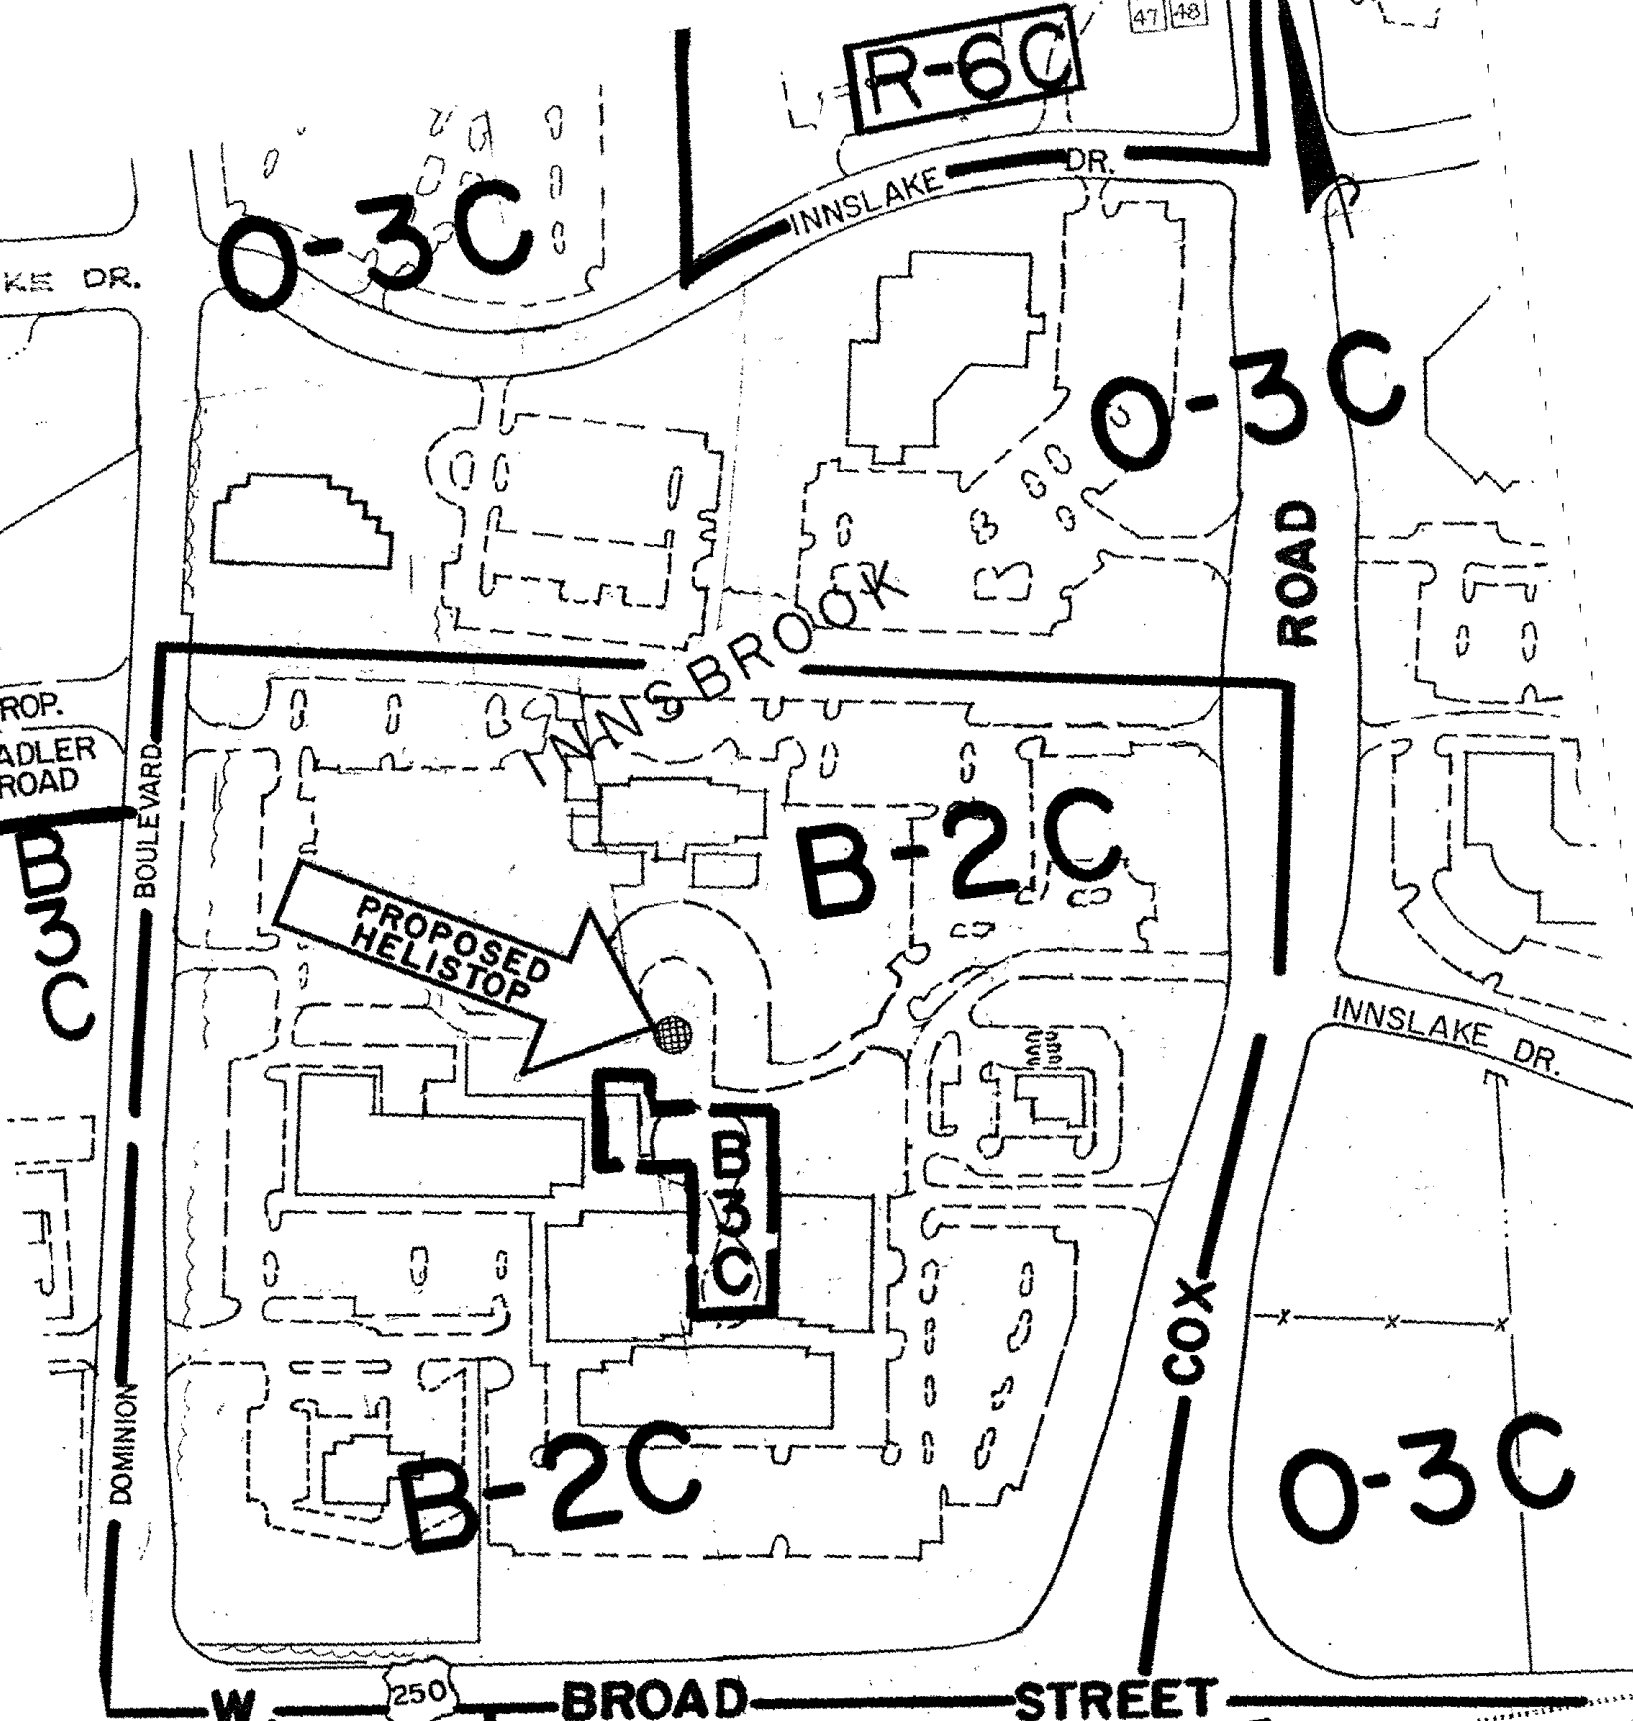 47 48
R-6C
INNSLAKE DR.
O-3C
KE DR.
O-3C
ROAD
INNSBROOK
ROP.
ADLER
ROAD
BOULEVARD
B-2C
B
3
C
PROPOSED
HELISTOP
INNSLAKE DR.
B
3
C
COX
DOMINION
B-2C
O-3C
250
W BROAD STREET